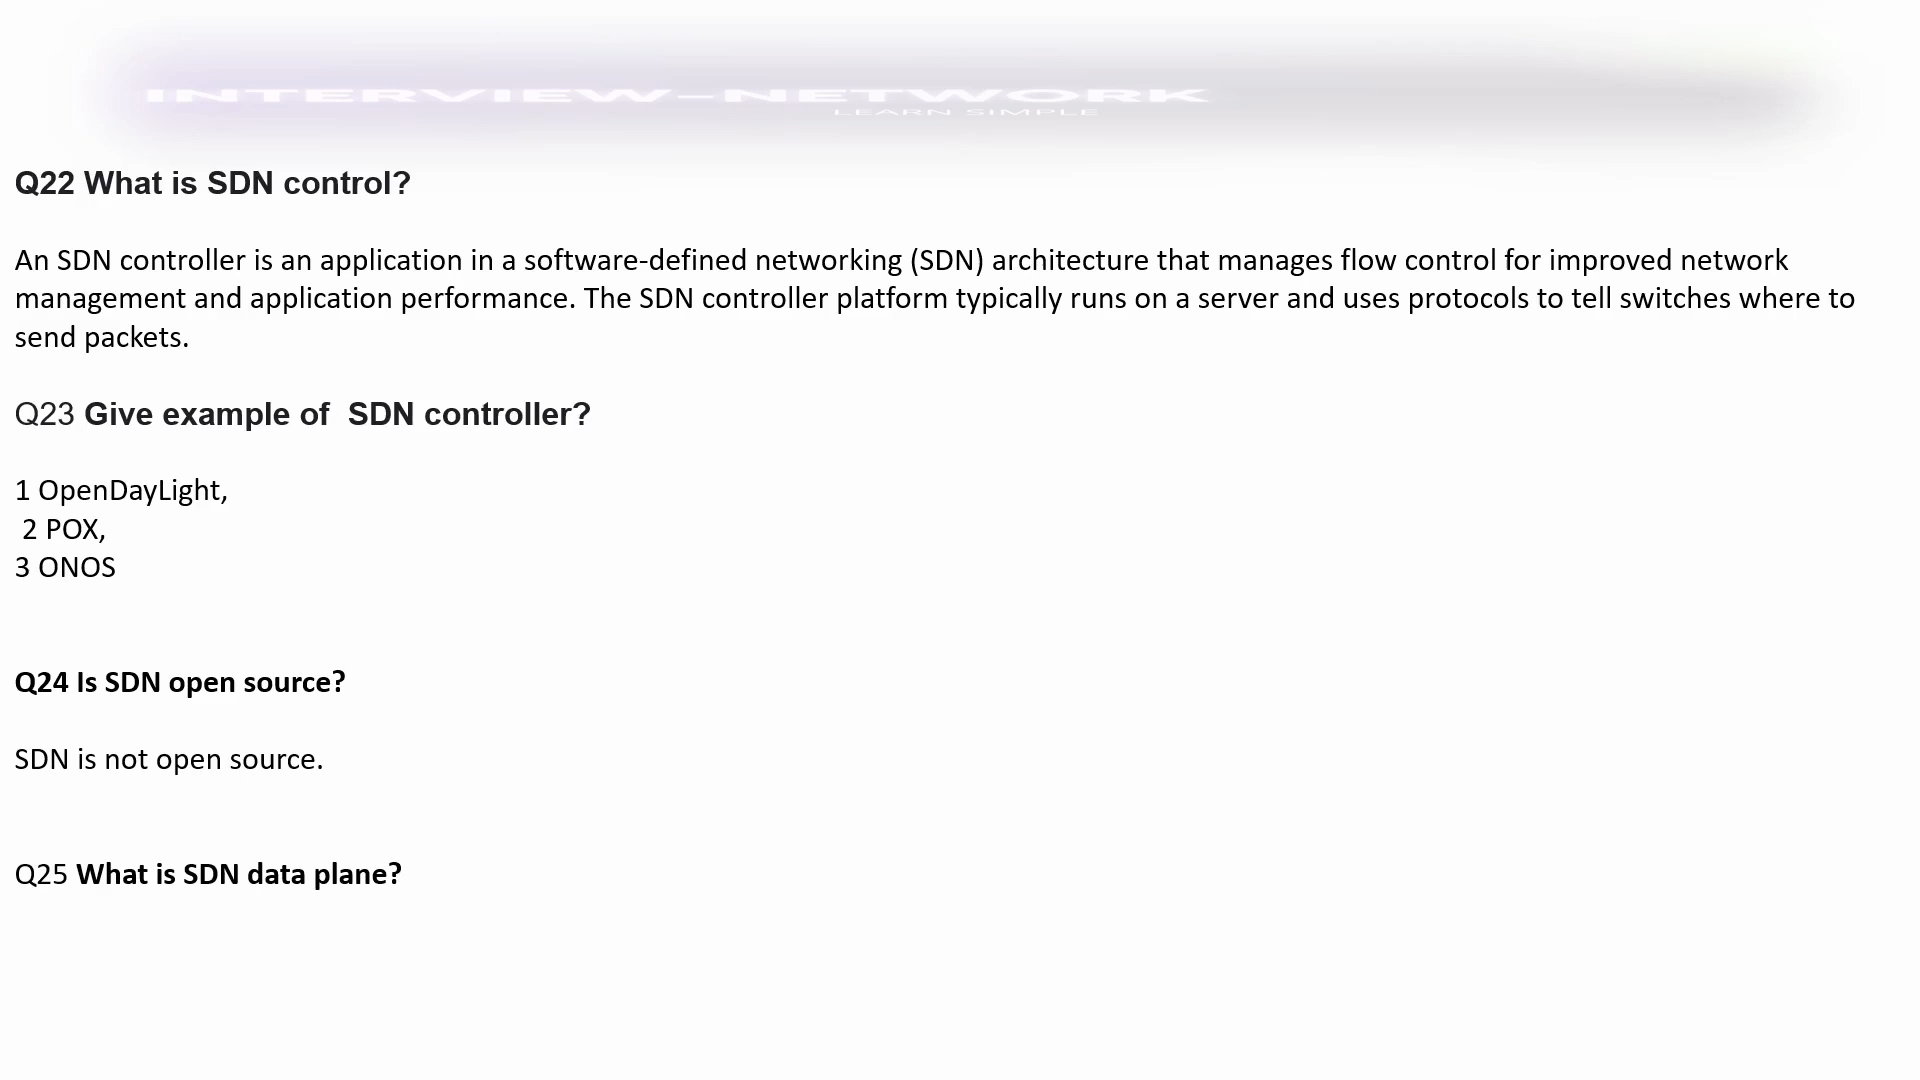 INTERVIEW-NETWORK
LEARN SIMPLE
Q22 What is SDN control?
An SDN controller is an application in a software-defined networking (SDN) architecture that manages flow control for improved network
management and application performance. The SDN controller platform typically runs on a server and uses protocols to tell switches where to
send packets.
Q23 Give example of  SDN controller?
1 OpenDayLight,
2 POX,
3 ONOS
Q24 Is SDN open source?
SDN is not open source.
Q25 What is SDN data plane?